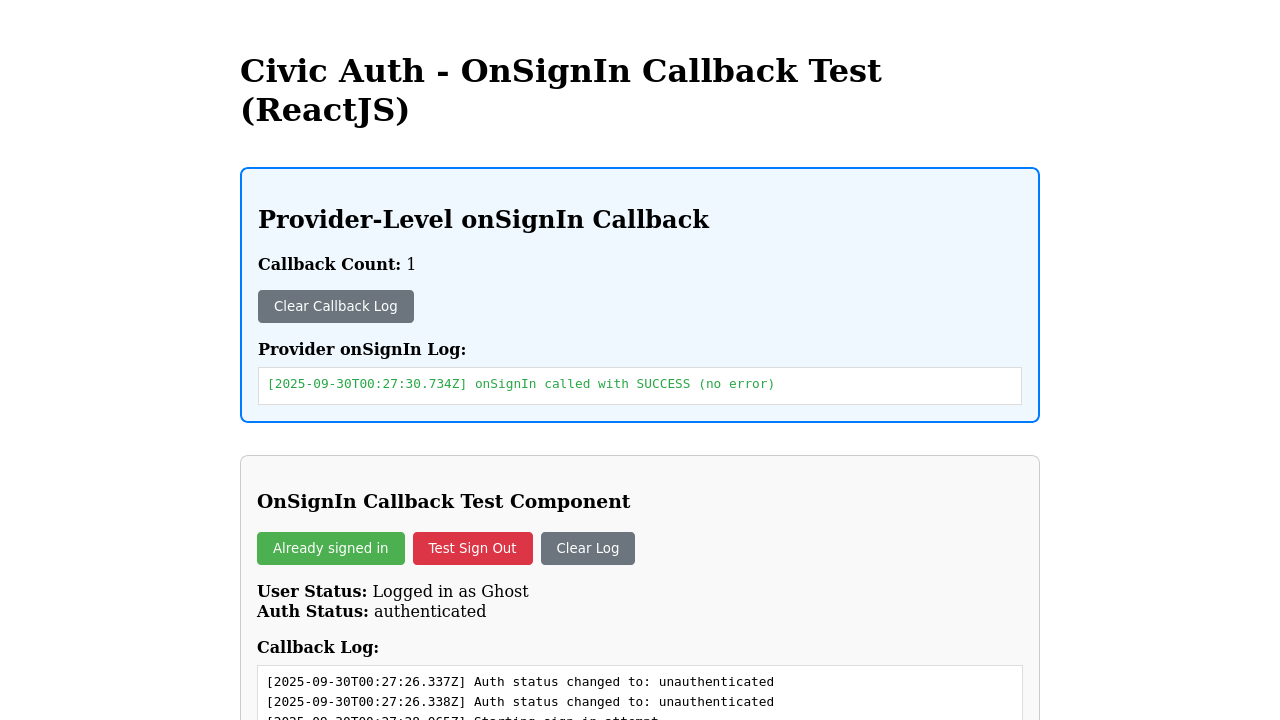 Civic Auth - OnSignIn Callback Test
(ReactJS)
Provider-Level onSignIn Callback
Callback Count: 1
Clear Callback Log
Provider onSignIn Log:
[2025-09-30T00:27:30.734Z] onSignIn called with SUCCESS (no error)
OnSignIn Callback Test Component
Already signed in Test Sign Out Clear Log
User Status: Logged in as Ghost
Auth Status: authenticated
Callback Log:
[2025-09-30T00:27:26.337Z] Auth status changed to: unauthenticated
[2025-09-30T00:27:26.338Z] Auth status changed to: unauthenticated